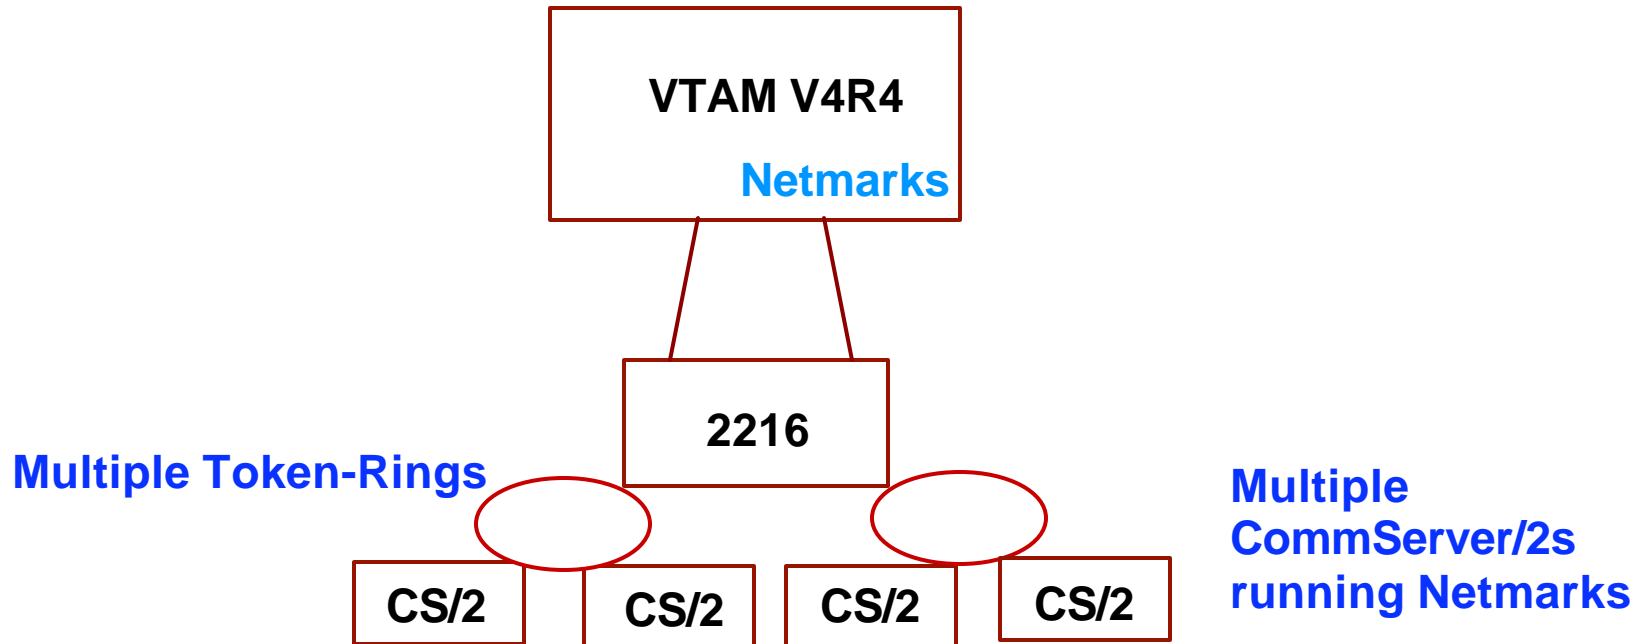 VTAM V4R4
Netmarks
2216
Multiple Token-Rings
Multiple
CommServer/2s
running Netmarks
CS/2
CS/2
CS/2
CS/2